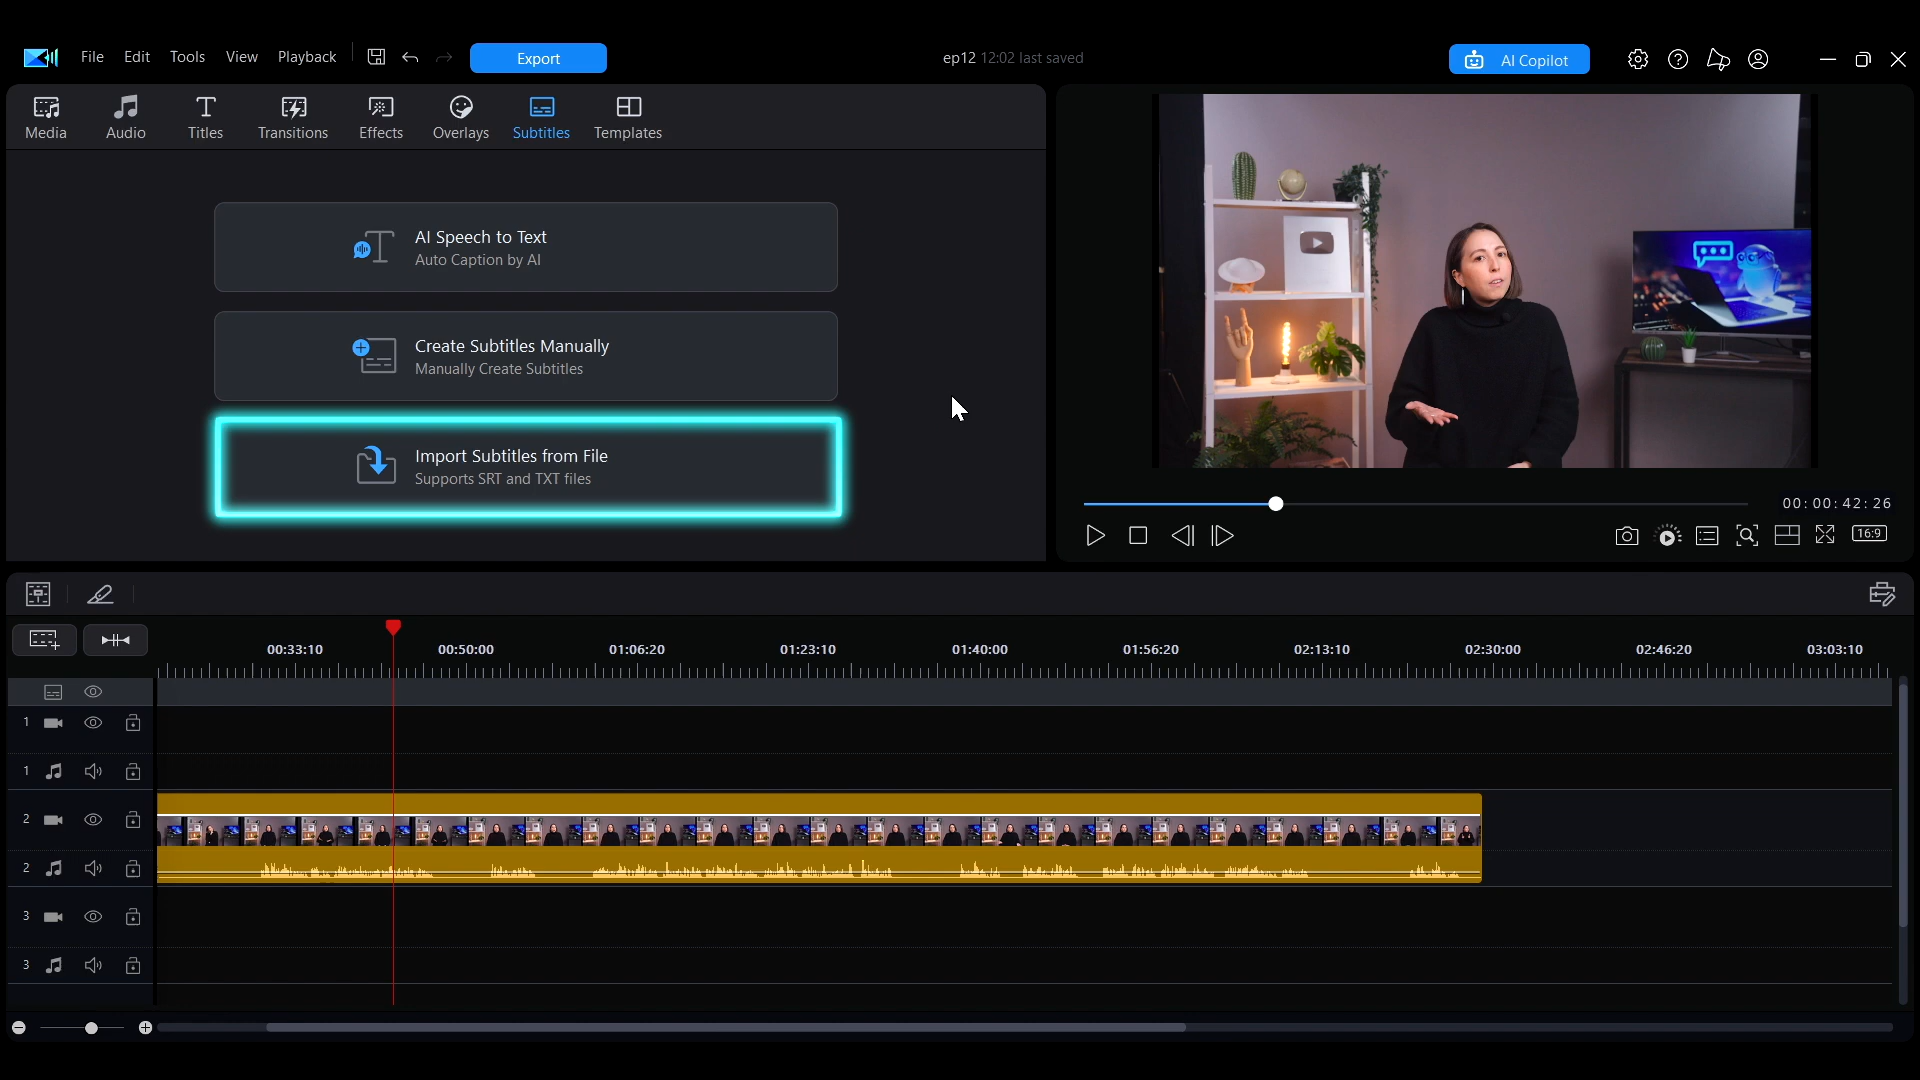 File Edit Tools View Playback Export ep12 12:02 last saved AI Copilot
Media Audio Titles Transitions Effects Overlays Subtitles Templates
AI Speech to Text
Auto Caption by AI
Create Subtitles Manually
Manually Create Subtitles
Import Subtitles from File
Supports SRT and TXT files
00:00:42:26
16:9
00:33:10 00:50:00 01:06:20 01:23:10 01:40:00 01:56:20 02:13:10 02:30:00 02:46:20 03:03:10
1
1
2
2
3
3